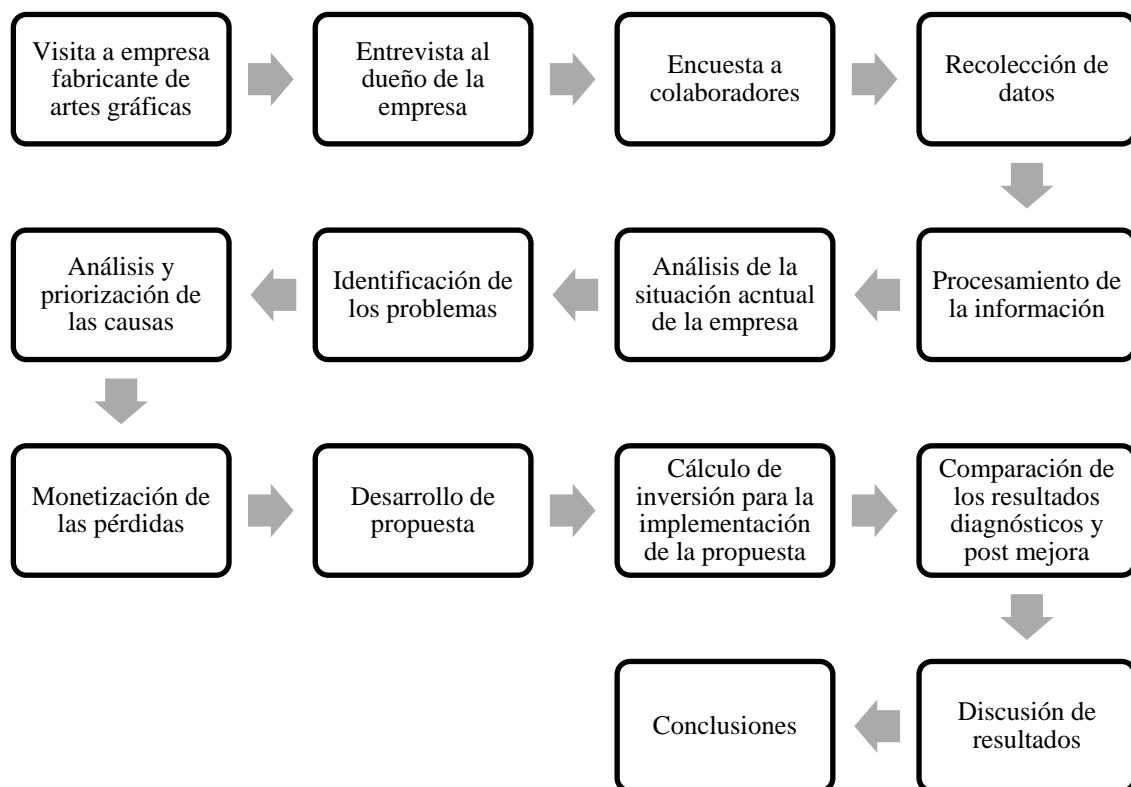 Visita a empresa
fabricante de
artes gráficas
Entrevista al
dueño de la
empresa
Encuesta a
colaboradores
Recolección de
datos
Procesamiento de
la información
Análisis de la
situación acntual
de la empresa
Identificación de
los problemas
Análisis y
priorización de
las causas
Monetización de
las pérdidas
Desarrollo de
propuesta
Cálculo de
inversión para la
implementación
de la propuesta
Comparación de
los resultados
diagnósticos y
post mejora
Discusión de
resultados
Conclusiones